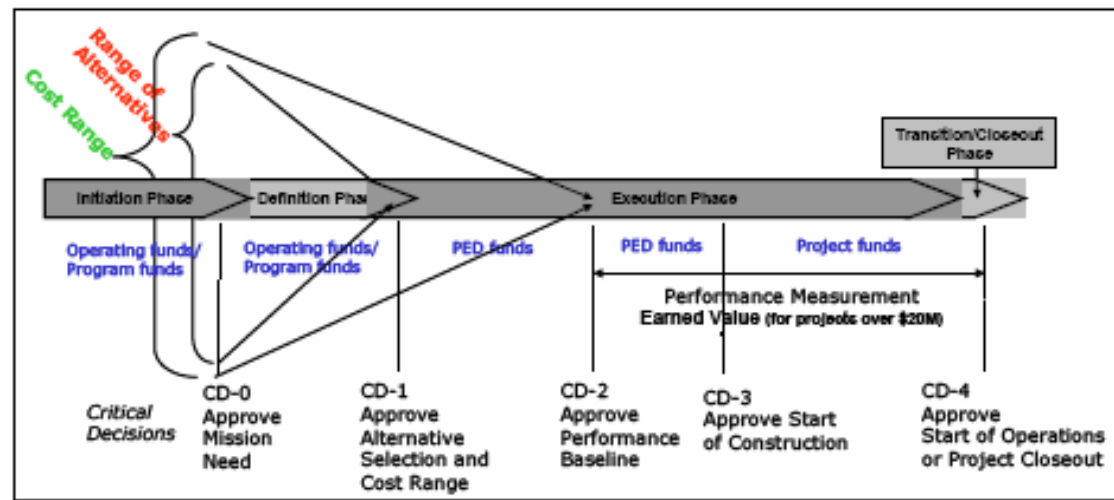 Range of
Alternatives
Cost Range
Transition/Closeout
Phase
Initiation Phase
Definition Phas
Execution Phase
Operating funds/
Program funds
Operating funds/
Program funds
PED funds
PED funds
Project funds
Performance Measurement
Earned Value (for projects over $20M)
Critical
Decisions
CD-0
Approve
Mission
Need
CD-1
Approve
Alternative
Selection and
Cost Range
CD-2
Approve
Performance
Baseline
CD-3
Approve Start
of Construction
CD-4
Approve
Start of Operations
or Project Closeout